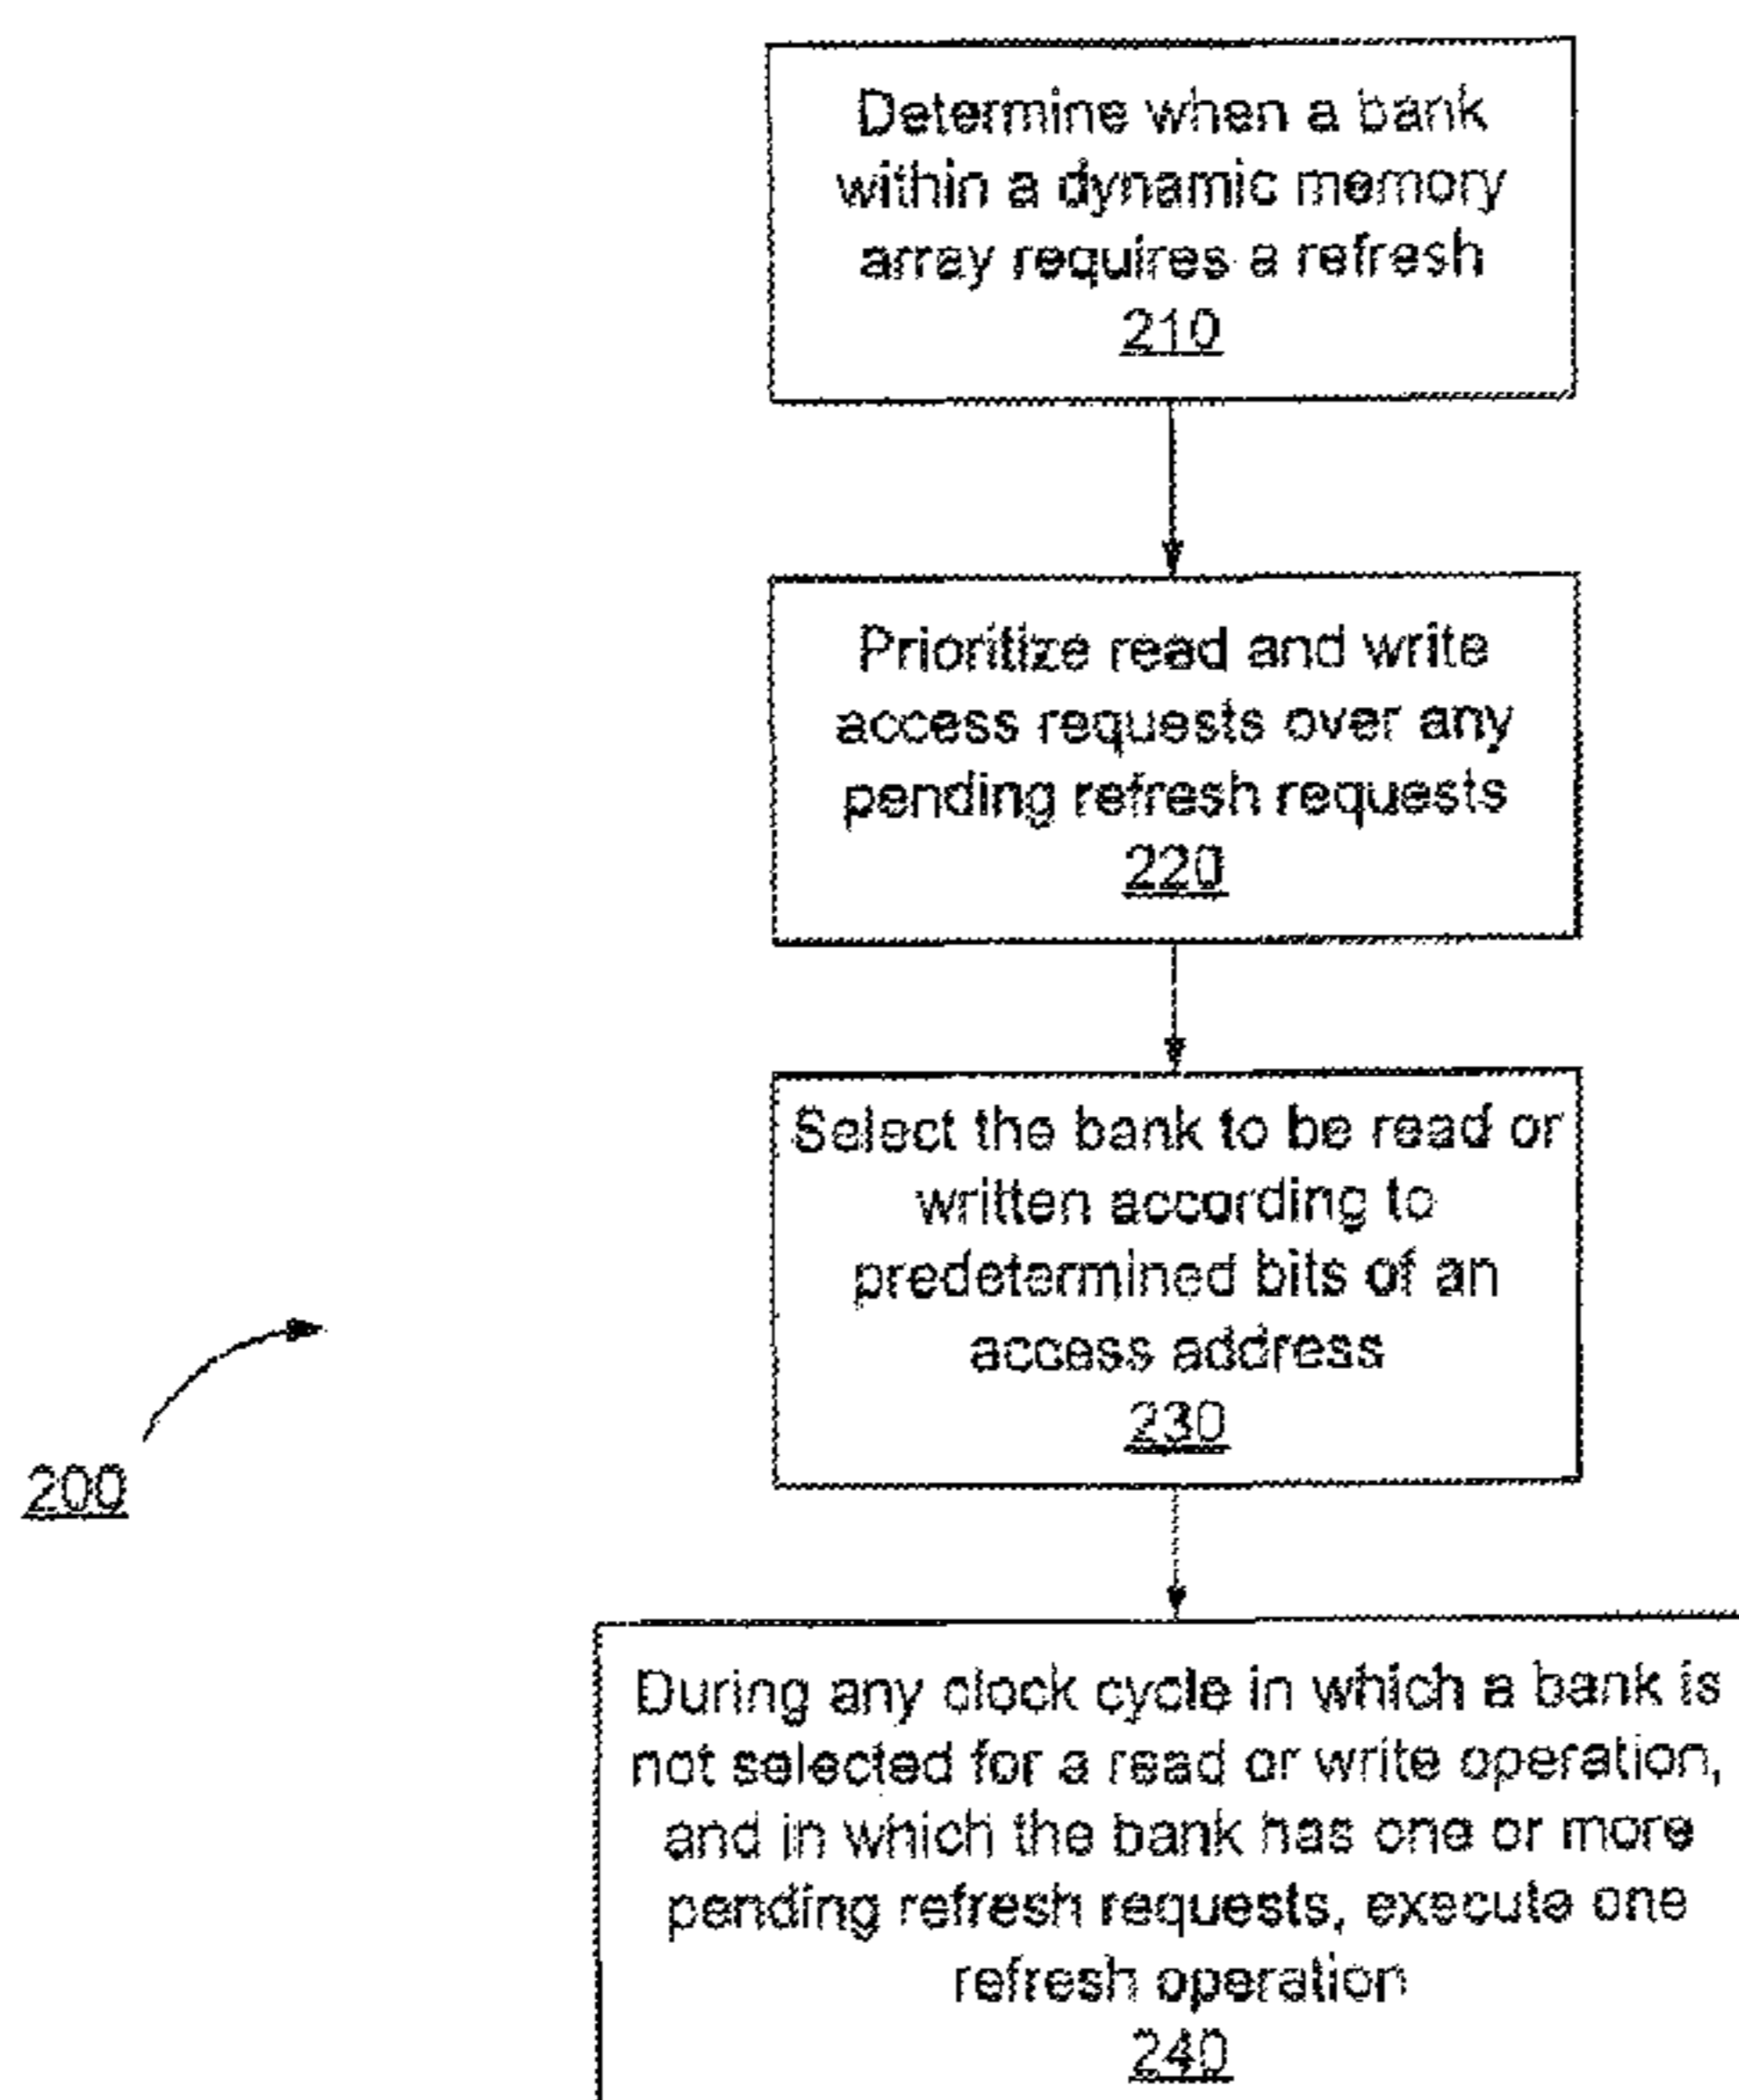 Determine when a bank
within a dynamic memory
array requires a refresh
210
Prioritize read and write
access requests over any
pending refresh requests
220
Select the bank to be read or
written according to
predetermined bits of an
access address
230
200
During any clock cycle in which a bank is
not selected for a read or write operation,
and in which the bank has one or more
pending refresh requests, execute one
refresh operation
240